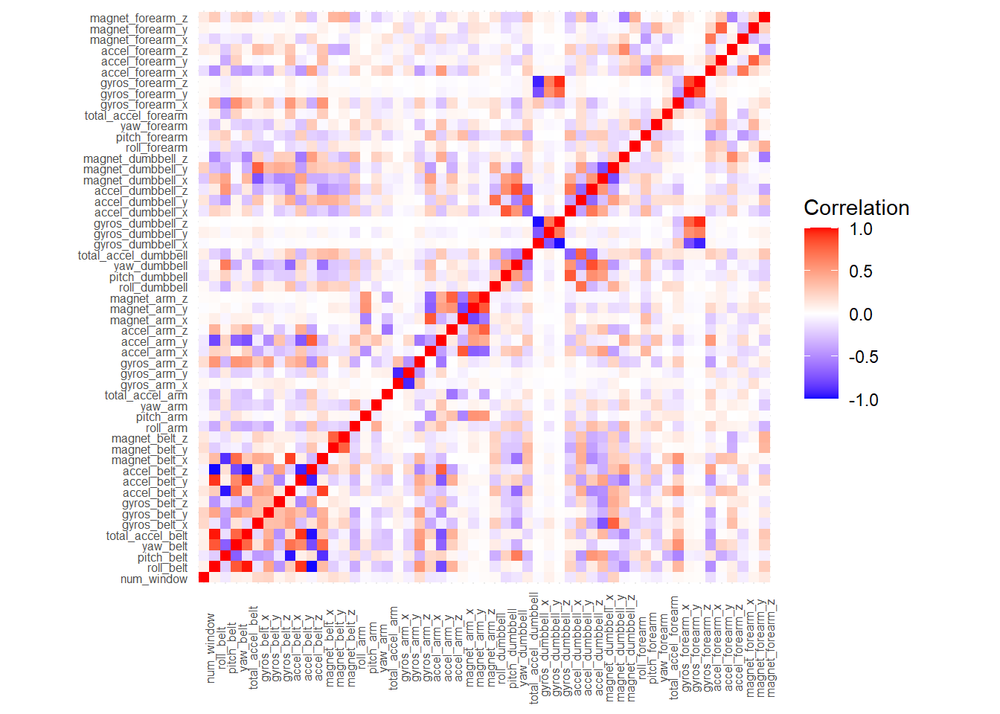 magnet_forearm_z
magnet_forearm_y
magnet_forearm_x
accel_forearm_z
accel_forearm_y
accel_forearm_x
gyros_forearm_z
gyros_forearm_y
gyros_forearm_x
total_accel_forearm
yaw_forearm
pitch_forearm
roll_forearm
magnet_dumbbell_z
magnet_dumbbell_y
magnet_dumbbell_x
accel_dumbbell_z
accel_dumbbell_y
accel_dumbbell_x
gyros_dumbbell_z
gyros_dumbbell_y
gyros_dumbbell_x
total_accel_dumbbell
yaw_dumbbell
pitch_dumbbell
roll_dumbbell
magnet_arm_z
magnet_arm_y
magnet_arm_x
accel_arm_z
accel_arm_y
accel_arm_x
gyros_arm_z
gyros_arm_y
gyros_arm_x
total_accel_arm
yaw_arm
pitch_arm
roll_arm
magnet_belt_z
magnet_belt_y
magnet_belt_x
accel_belt_z
accel_belt_y
accel_belt_x
gyros_belt_z
gyros_belt_y
gyros_belt_x
total_accel_belt
yaw_belt
pitch_belt
roll_belt
num_window
num_window
roll_belt
pitch_belt
yaw_belt
total_accel_belt
gyros_belt_x
gyros_belt_y
gyros_belt_z
accel_belt_x
accel_belt_y
accel_belt_z
magnet_belt_x
magnet_belt_y
magnet_belt_z
roll_arm
pitch_arm
yaw_arm
total_accel_arm
gyros_arm_x
gyros_arm_y
gyros_arm_z
accel_arm_x
accel_arm_y
accel_arm_z
magnet_arm_x
magnet_arm_y
magnet_arm_z
roll_dumbbell
pitch_dumbbell
yaw_dumbbell
total_accel_dumbbell
gyros_dumbbell_x
gyros_dumbbell_y
gyros_dumbbell_z
accel_dumbbell_x
accel_dumbbell_y
accel_dumbbell_z
magnet_dumbbell_x
magnet_dumbbell_y
magnet_dumbbell_z
roll_forearm
pitch_forearm
yaw_forearm
total_accel_forearm
gyros_forearm_x
gyros_forearm_y
gyros_forearm_z
accel_forearm_x
accel_forearm_y
accel_forearm_z
magnet_forearm_x
magnet_forearm_y
magnet_forearm_z
Correlation
1.0
0.5
0.0
-0.5
-1.0